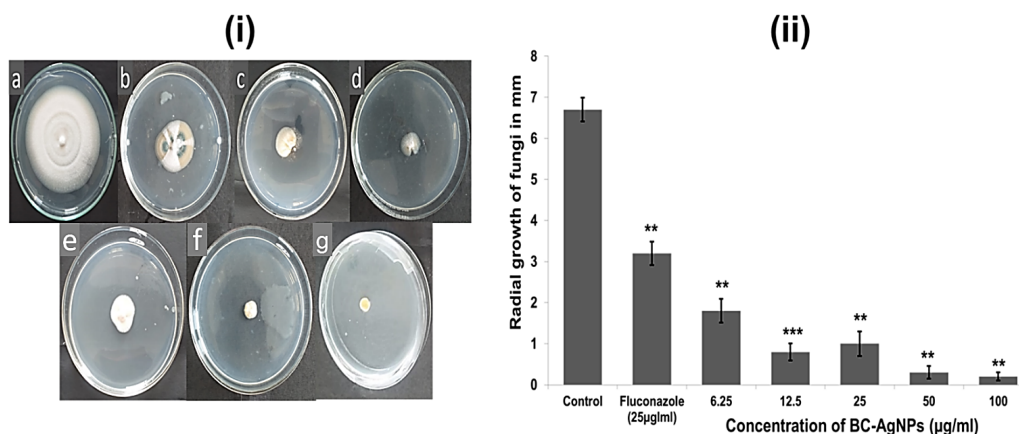 (i)
a
b
c
d
e
f
g
(ii)
Radial growth of fungi in mm
8
7
6
5
4
3
2
1
0
**
**
***
**
**
**
Control
Fluconazole
(25µglml)
6.25
12.5
25
50
100
Concentration of BC-AgNPs (µg/ml)